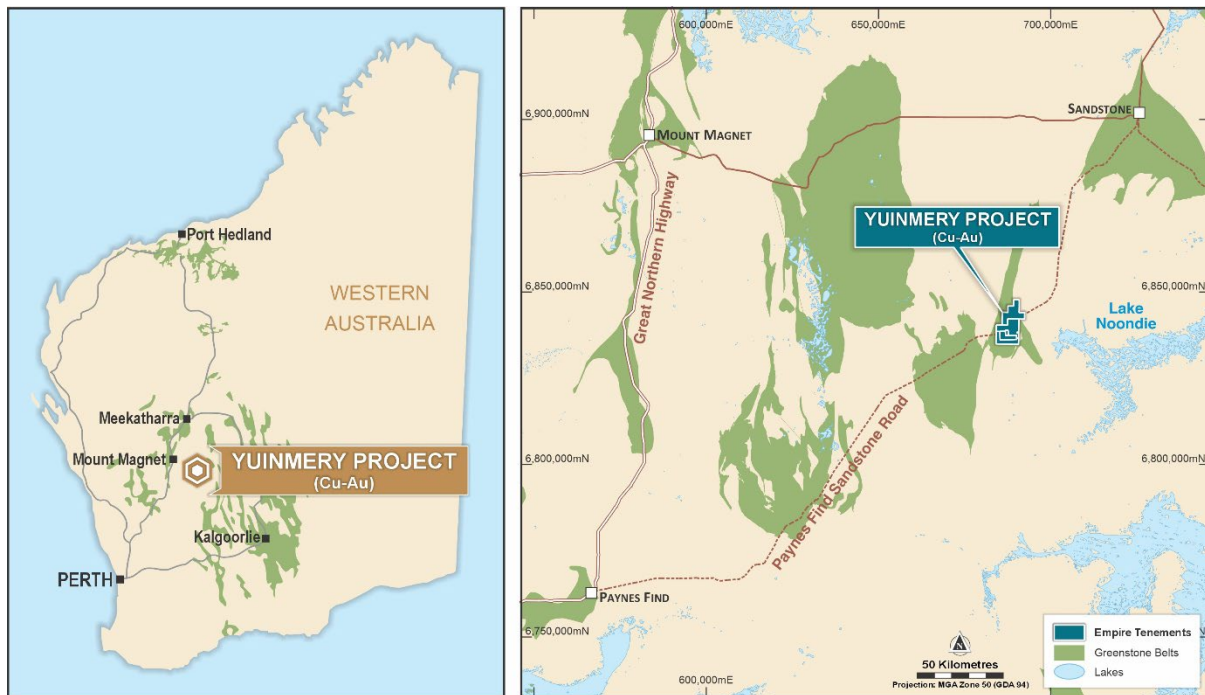 Port Hedland
WESTERN
AUSTRALIA
Meekatharra
Mount Magnet
YUINMERY PROJECT
(Cu-Au)
Kalgoorlie
PERTH
600,000mE
650,000mE
700,000mE
6,900,000mN
SANDSTONE
MOUNT MAGNET
Great Northern Highway
YUINMERY PROJECT
(Cu-Au)
6,850,000mN
6,850,000mN
Lake
Noondie
Paynes Find Sandstone Road
6,800,000mN
6,800,000mN
PAYNES FIND
6,750,000mN
6,750,000mN
N
50 Kilometres
Projection: MGA Zone 50 (GDA 94)
600,000mE
Empire Tenements
Greenstone Belts
Lakes